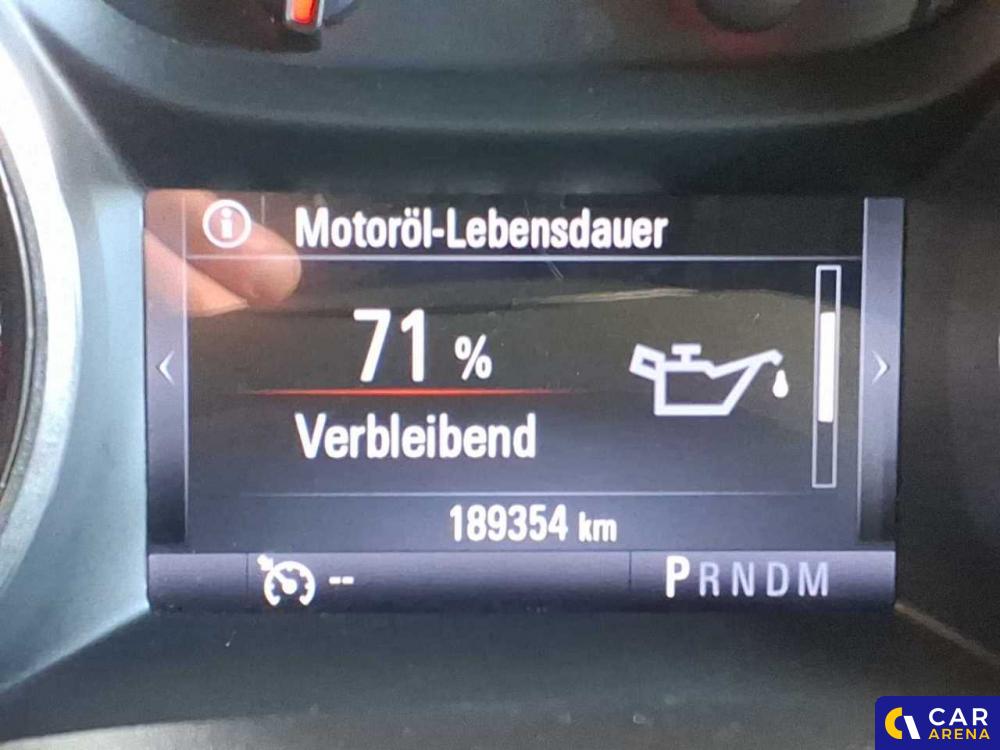 Motoröl-Lebensdauer
71 %
Verbleibend
189354 km
-- PRNDM
CAR
ARENA